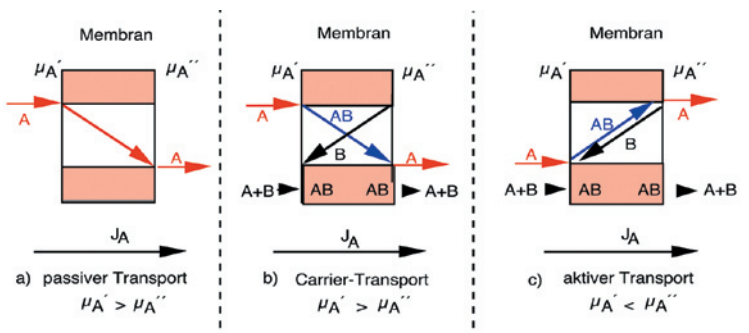 Membran
μA´ μA´´
A
A
JA
a) passiver Transport
μA´ > μA´´
Membran
μA´ μA´´
A
AB
B
A
A+B AB AB A+B
JA
b) Carrier-Transport
μA´ > μA´´
Membran
μA´ μA´´
A
AB
B
A
A+B AB AB A+B
JA
c) aktiver Transport
μA´ < μA´´